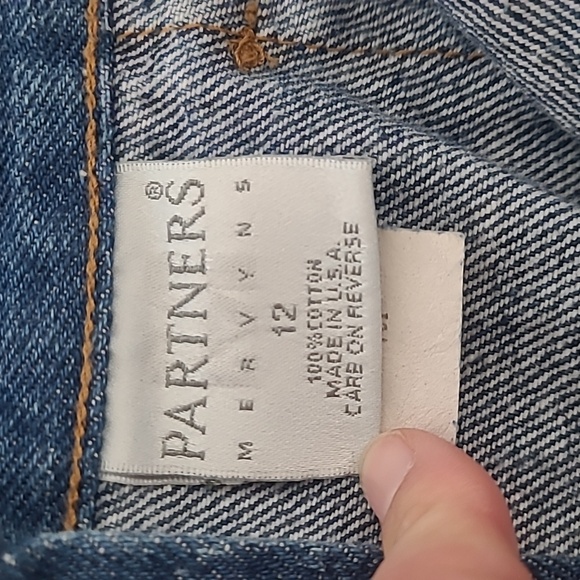 PARTNERS®
MERVYNS
12
100% COTTON
MADE IN U.S.A.
CARE ON REVERSE